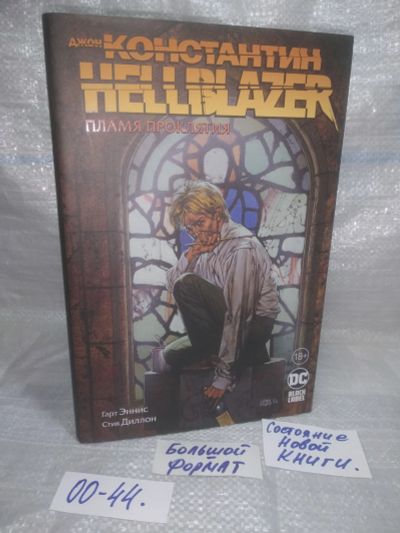 ДЖОН
КОНСТАНТИН
HELLBLAZER
ПЛАМЯ ПРОКЛЯТИЯ
18+
DC
BLACK
LABEL
Гарт Эннис
Стив Диллон
00-44.
БОЛЬШОЙ
ФОРМАТ
Состояние
новой
книги.